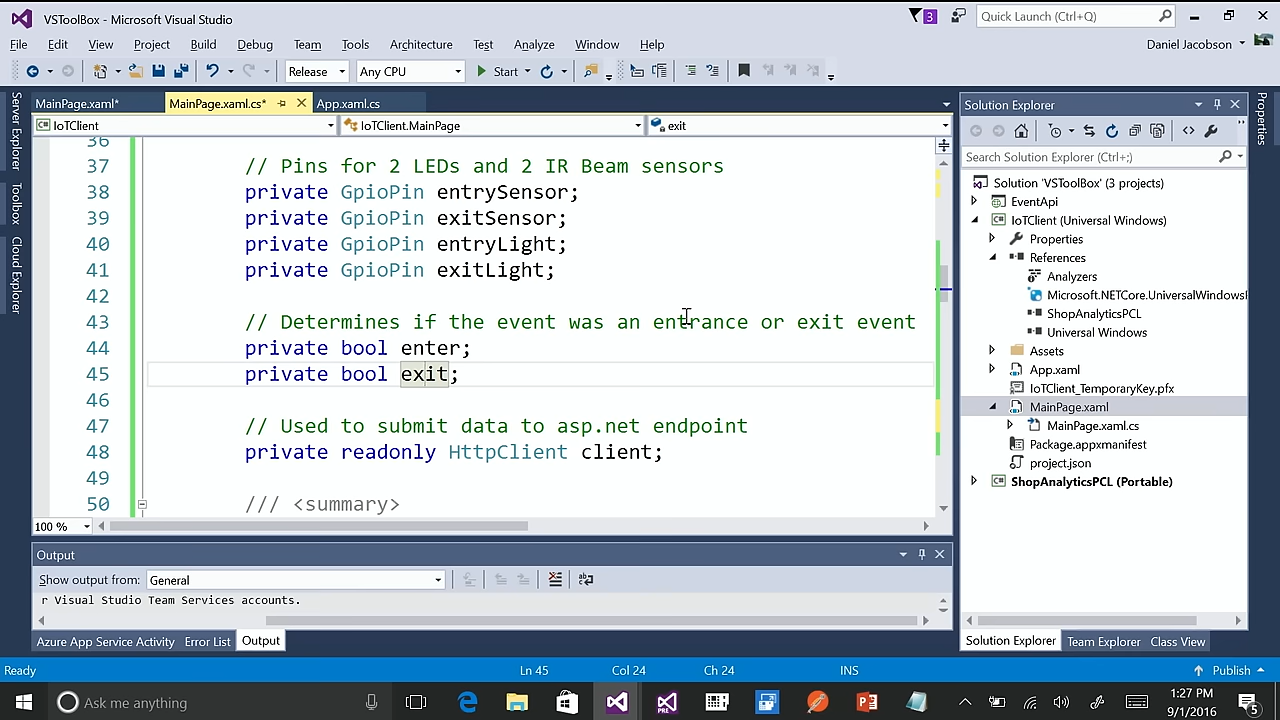 VSToolBox - Microsoft Visual Studio
3
Quick Launch (Ctrl+Q)
File Edit View Project Build Debug Team Tools Architecture Test Analyze Window Help
Daniel Jacobson
Release Any CPU Start
Server Explorer
Toolbox
Cloud Explorer
MainPage.xaml* MainPage.xaml.cs* App.xaml.cs
IoTClient IoTClient.MainPage exit
36
37 // Pins for 2 LEDs and 2 IR Beam sensors
38 private GpioPin entrySensor;
39 private GpioPin exitSensor;
40 private GpioPin entryLight;
41 private GpioPin exitLight;
42
43 // Determines if the event was an entrance or exit event
44 private bool enter;
45 private bool exit;
46
47 // Used to submit data to asp.net endpoint
48 private readonly HttpClient client;
49
50 /// <summary>
100 %
Output
Show output from: General
r Visual Studio Team Services accounts.
Azure App Service Activity Error List Output
Solution Explorer
Search Solution Explorer (Ctrl+;)
Solution 'VSToolBox' (3 projects)
EventApi
IoTClient (Universal Windows)
Properties
References
Analyzers
Microsoft.NETCore.UniversalWindowsP
ShopAnalyticsPCL
Universal Windows
Assets
App.xaml
IoTClient_TemporaryKey.pfx
MainPage.xaml
MainPage.xaml.cs
Package.appxmanifest
project.json
ShopAnalyticsPCL (Portable)
Solution Explorer Team Explorer Class View
Properties
Ready Ln 45 Col 24 Ch 24 INS Publish
Ask me anything
PRE
1:27 PM
9/1/2016
5